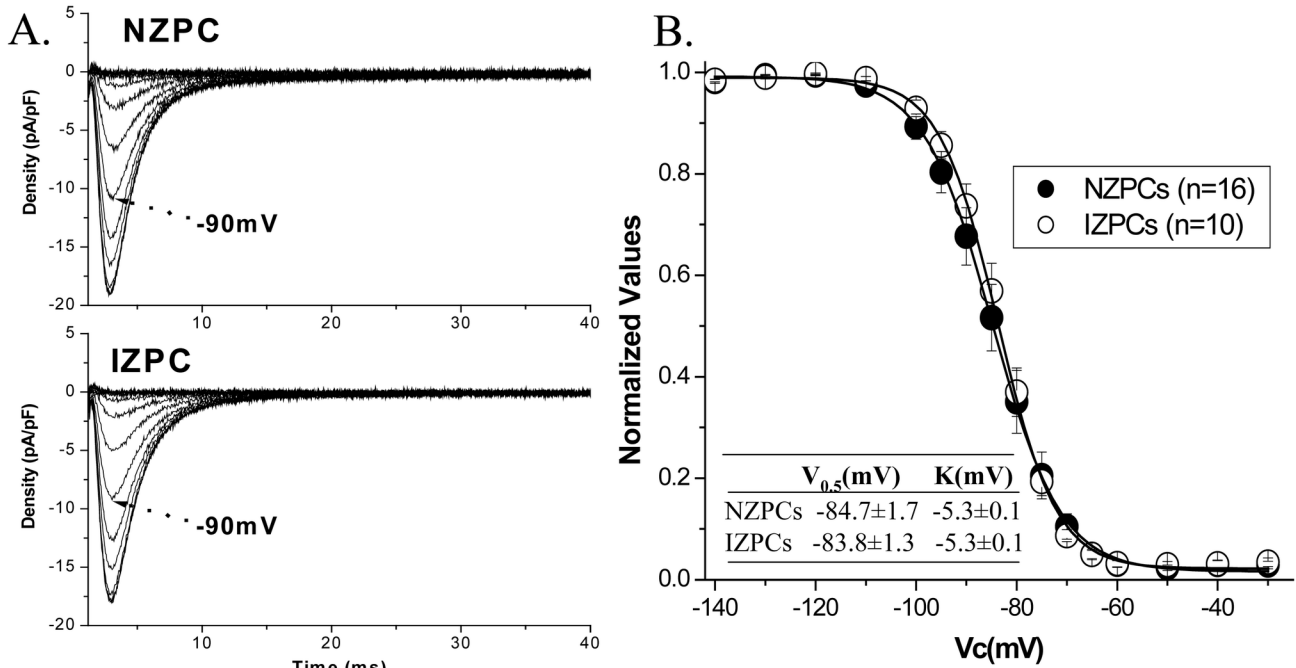 A.
NZPC
5
0
-5
-10
-15
-20
Density (pA/pF)
-90mV
10
20
30
40
IZPC
5
0
-5
-10
-15
-20
Density (pA/pF)
-90mV
10
20
30
40
Time (ms)
B.
1.0
0.8
0.6
0.4
0.2
0.0
Normalized Values
NZPCs (n=16)
IZPCs (n=10)
V0.5(mV) K(mV)
NZPCs -84.7±1.7 -5.3±0.1
IZPCs -83.8±1.3 -5.3±0.1
-140
-120
-100
-80
-60
-40
Vc(mV)